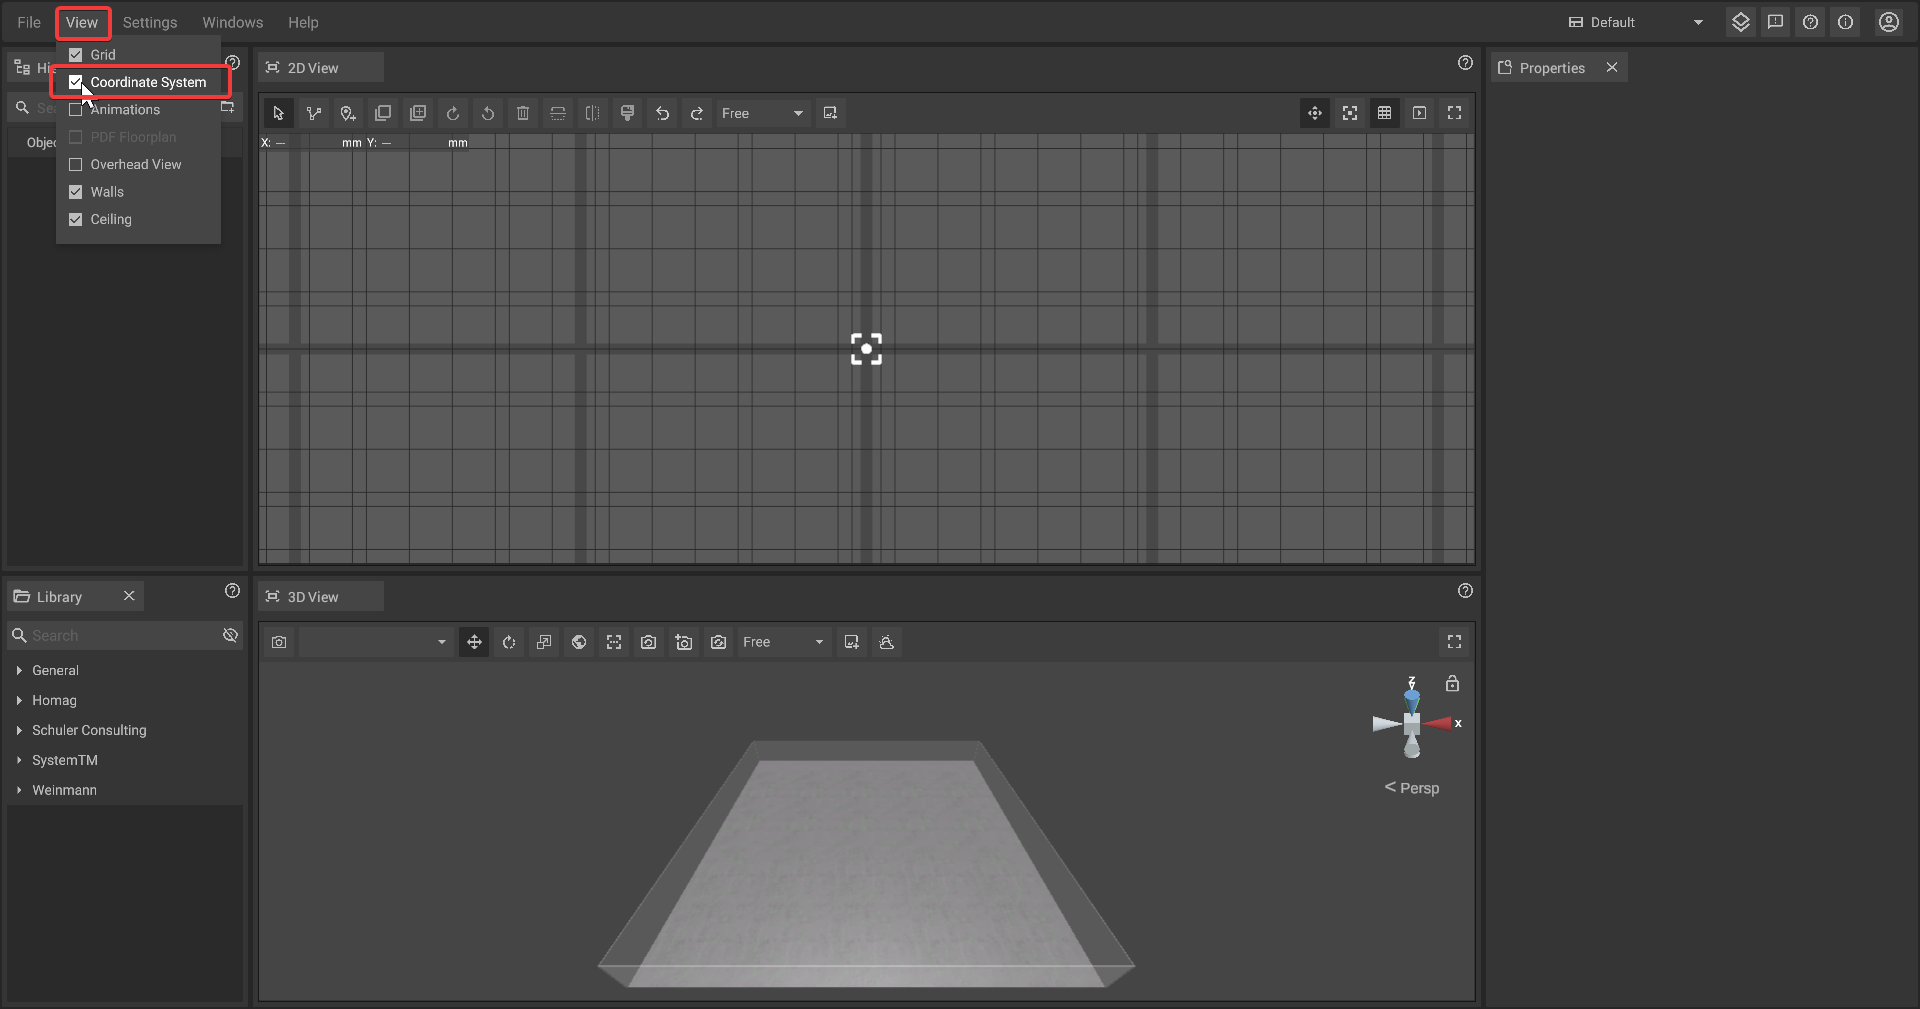 File View Settings Windows Help Default
Grid
Hi
2D View
Properties
Coordinate System
Sea
Animations
Free
PDF Floorplan
Objec
X: — mm Y: — mm
Overhead View
Walls
Ceiling
Library
3D View
Search
Free
General
Homag
Schuler Consulting
SystemTM
Weinmann
z
x
< Persp